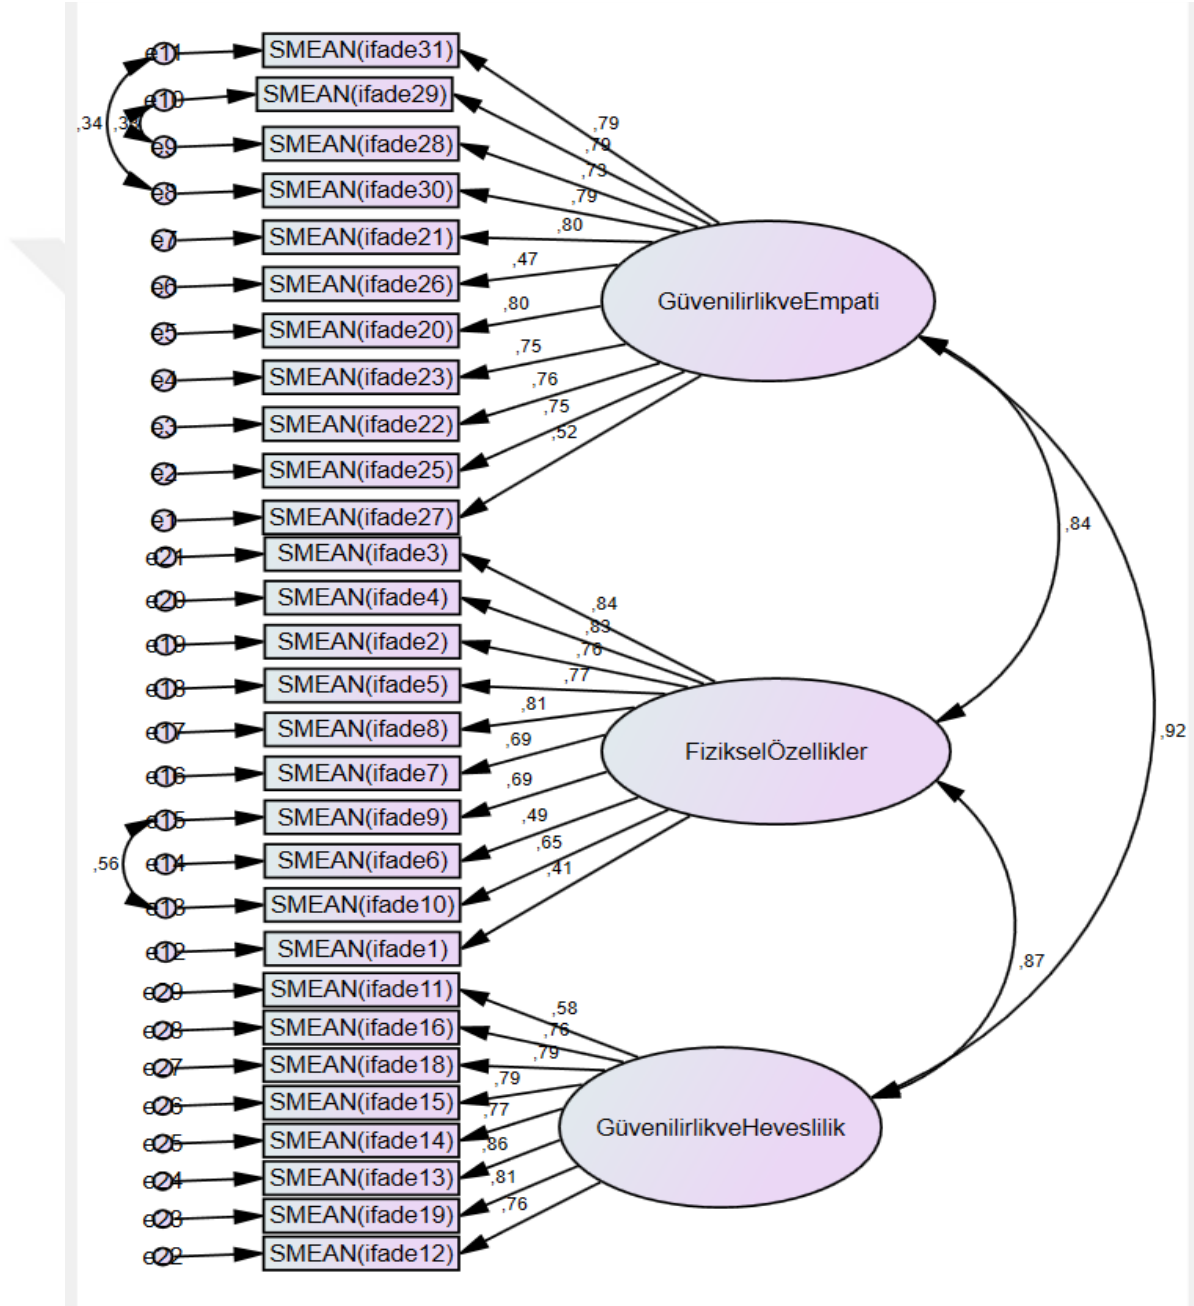 e11 SMEAN(ifade31)
e10 SMEAN(ifade29)
,34
e9 SMEAN(ifade28)
e8 SMEAN(ifade30)
e7 SMEAN(ifade21)
e6 SMEAN(ifade26)
e5 SMEAN(ifade20)
e4 SMEAN(ifade23)
e3 SMEAN(ifade22)
e2 SMEAN(ifade25)
e1 SMEAN(ifade27)
,79
,79
,73
,79
,80
,47
,80
,75
,76
,75
,52
GüvenilirlikveEmpati
e21 SMEAN(ifade3)
e20 SMEAN(ifade4)
e19 SMEAN(ifade2)
e18 SMEAN(ifade5)
e17 SMEAN(ifade8)
e16 SMEAN(ifade7)
e15 SMEAN(ifade9)
,56
e14 SMEAN(ifade6)
e13 SMEAN(ifade10)
e12 SMEAN(ifade1)
,84
,83
,76
,77
,81
,69
,69
,49
,65
,41
FizikselÖzellikler
e29 SMEAN(ifade11)
e28 SMEAN(ifade16)
e27 SMEAN(ifade18)
e26 SMEAN(ifade15)
e25 SMEAN(ifade14)
e24 SMEAN(ifade13)
e23 SMEAN(ifade19)
e22 SMEAN(ifade12)
,58
,76
,79
,79
,77
,86
,81
,76
GüvenilirlikveHeveslilik
,84
,92
,87